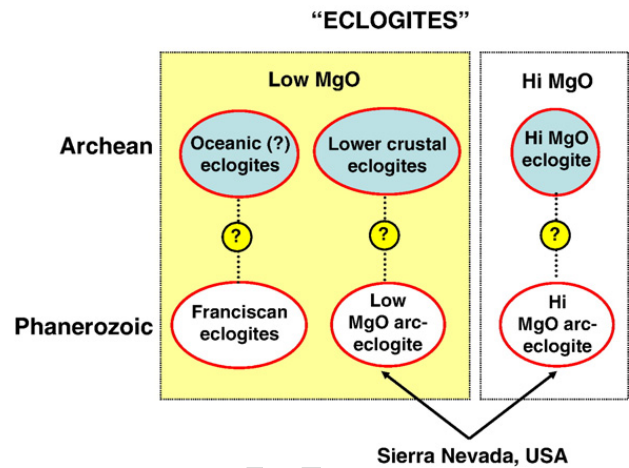 “ECLOGITES”
Low MgO
Hi MgO
Archean
Oceanic (?)
eclogites
Lower crustal
eclogites
Hi MgO
eclogite
?
?
?
Phanerozoic
Franciscan
eclogites
Low
MgO arc-
eclogite
Hi
MgO arc-
eclogite
Sierra Nevada, USA